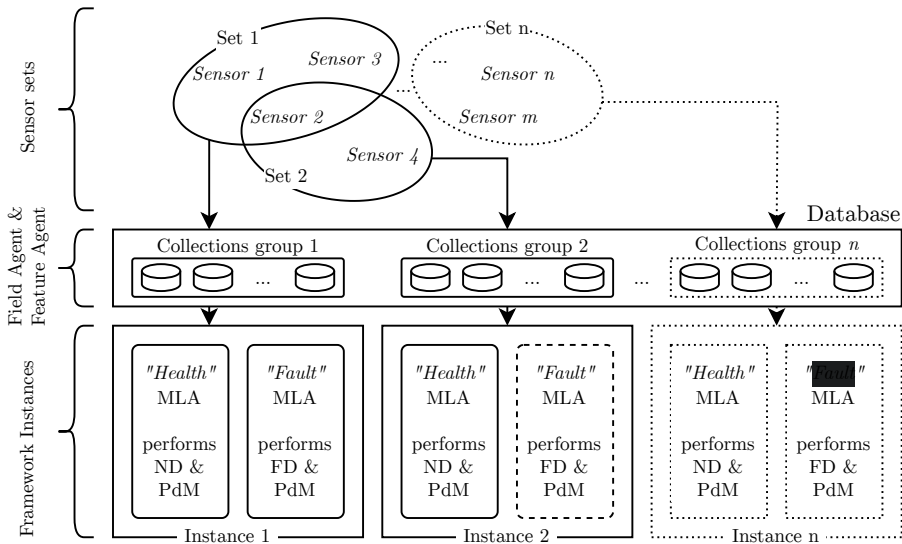 Sensor sets
Set 1
Sensor 1
Sensor 3
Sensor 2
Set 2
Sensor 4
...
Set n
...
Sensor n
Sensor m
Field Agent &
Feature Agent
Database
Collections group 1
...
Collections group 2
...
...
Collections group n
...
Framework Instances
"Health"
MLA
performs
ND &
PdM
"Fault"
MLA
performs
FD &
PdM
Instance 1
"Health"
MLA
performs
ND &
PdM
"Fault"
MLA
performs
FD &
PdM
Instance 2
"Health"
MLA
performs
ND &
PdM
MLA
performs
FD &
PdM
Instance n